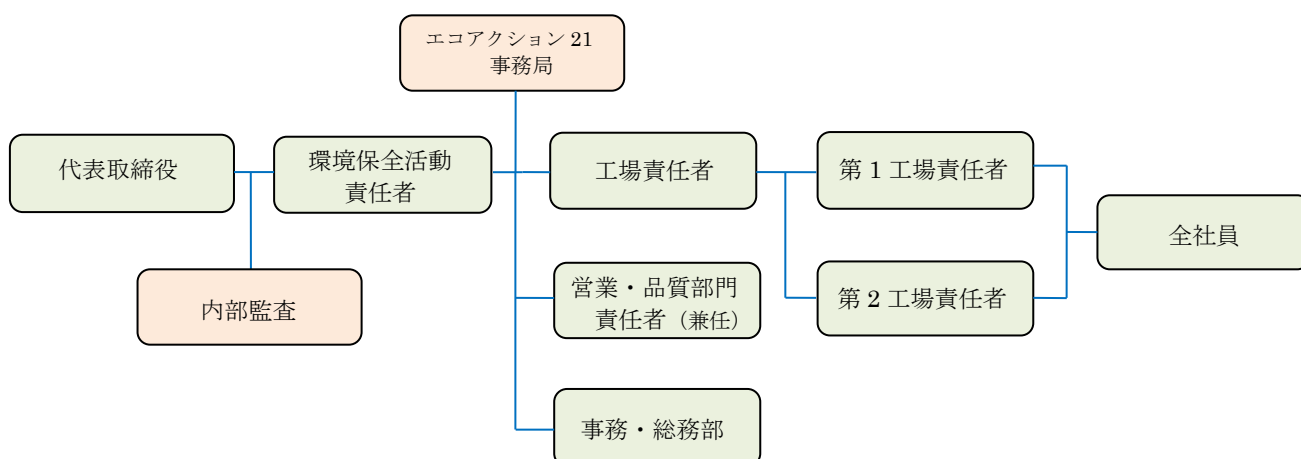 エコアクション 21
事務局
代表取締役
環境保全活動
責任者
工場責任者
第 1 工場責任者
全社員
内部監査
営業・品質部門
責任者（兼任）
第 2 工場責任者
事務・総務部